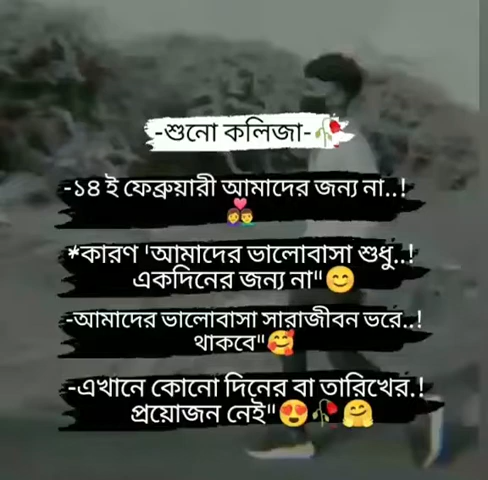 -শুনো কলিজা-🥀
-১৪ ই ফেব্রুয়ারী আমাদের জন্য না..!
👩‍❤️‍👨
*কারণ 'আমাদের ভালোবাসা শুধু..!
একদিনের জন্য না"😊
-আমাদের ভালোবাসা সারাজীবন ভরে..!
থাকবে"🥰
-এখানে কোনো দিনের বা তারিখের.!
প্রয়োজন নেই"😍🥀🤗